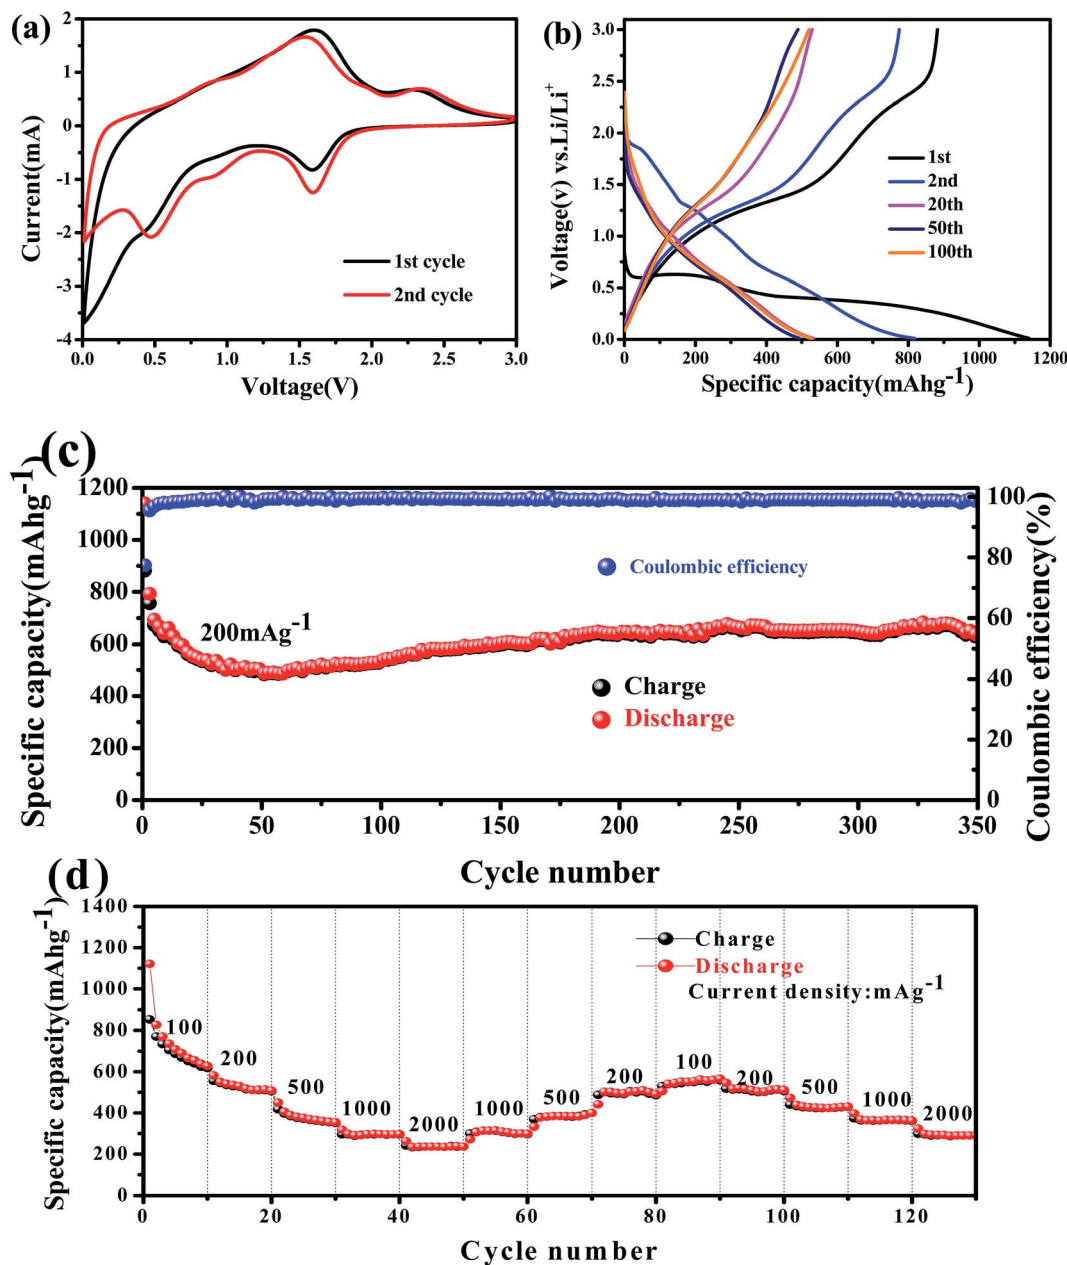 (a)
2
1
0
-1
-2
-3
-4
Current(mA)
1st cycle
2nd cycle
0.0 0.5 1.0 1.5 2.0 2.5 3.0
Voltage(V)
(b)
3.0
2.5
2.0
1.5
1.0
0.5
0.0
Voltage(v) vs.Li/Li+
1st
2nd
20th
50th
100th
0 200 400 600 800 1000 1200
Specific capacity(mAhg-1)
(c)
1200
1000
800
600
400
200
0
Specific capacity(mAhg-1)
100
80
60
40
20
0
Coulombic efficiency(%)
Coulombic efficiency
200mAg-1
Charge
Discharge
0 50 100 150 200 250 300 350
Cycle number
(d)
1400
1200
1000
800
600
400
200
0
Specific capacity(mAhg-1)
Charge
Discharge
Current density:mAg-1
100 200 500 1000 2000 1000 500 200 100 200 500 1000 2000
0 20 40 60 80 100 120
Cycle number